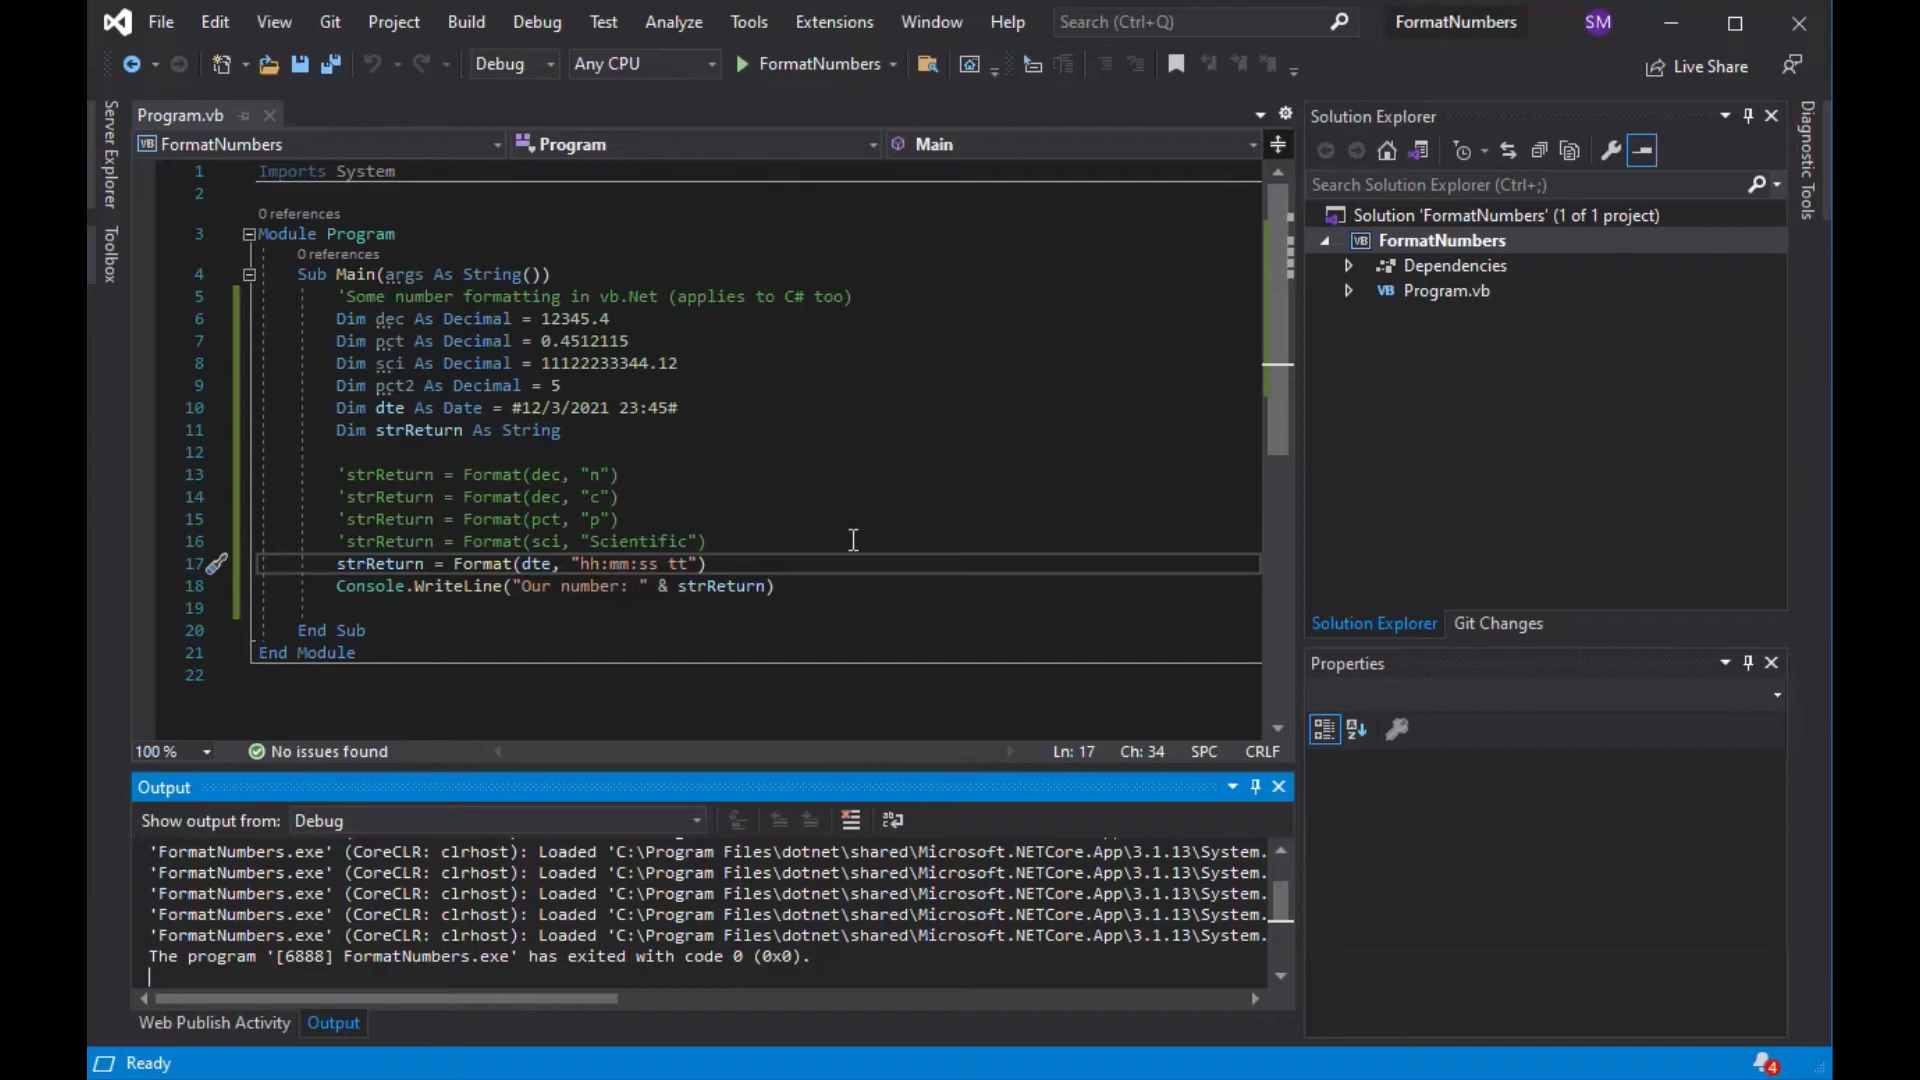 File Edit View Git Project Build Debug Test Analyze Tools Extensions Window Help Search (Ctrl+Q) FormatNumbers SM
Debug Any CPU FormatNumbers Live Share
Server Explorer
Toolbox
Program.vb
FormatNumbers Program Main
1 Imports System
2
0 references
3 Module Program
0 references
4 Sub Main(args As String())
5 'Some number formatting in vb.Net (applies to C# too)
6 Dim dec As Decimal = 12345.4
7 Dim pct As Decimal = 0.4512115
8 Dim sci As Decimal = 11122233344.12
9 Dim pct2 As Decimal = 5
10 Dim dte As Date = #12/3/2021 23:45#
11 Dim strReturn As String
12
13 'strReturn = Format(dec, "n")
14 'strReturn = Format(dec, "c")
15 'strReturn = Format(pct, "p")
16 'strReturn = Format(sci, "Scientific")
17 strReturn = Format(dte, "hh:mm:ss tt")
18 Console.WriteLine("Our number: " & strReturn)
19
20 End Sub
21 End Module
22
100 % No issues found Ln: 17 Ch: 34 SPC CRLF
Output
Show output from: Debug
'FormatNumbers.exe' (CoreCLR: clrhost): Loaded 'C:\Program Files\dotnet\shared\Microsoft.NETCore.App\3.1.13\System.
'FormatNumbers.exe' (CoreCLR: clrhost): Loaded 'C:\Program Files\dotnet\shared\Microsoft.NETCore.App\3.1.13\System.
'FormatNumbers.exe' (CoreCLR: clrhost): Loaded 'C:\Program Files\dotnet\shared\Microsoft.NETCore.App\3.1.13\System.
'FormatNumbers.exe' (CoreCLR: clrhost): Loaded 'C:\Program Files\dotnet\shared\Microsoft.NETCore.App\3.1.13\System.
'FormatNumbers.exe' (CoreCLR: clrhost): Loaded 'C:\Program Files\dotnet\shared\Microsoft.NETCore.App\3.1.13\System.
The program '[6888] FormatNumbers.exe' has exited with code 0 (0x0).
Web Publish Activity Output
Solution Explorer
Search Solution Explorer (Ctrl+;)
Solution 'FormatNumbers' (1 of 1 project)
VB FormatNumbers
Dependencies
VB Program.vb
Solution Explorer Git Changes
Properties
Diagnostic Tools
Ready 4